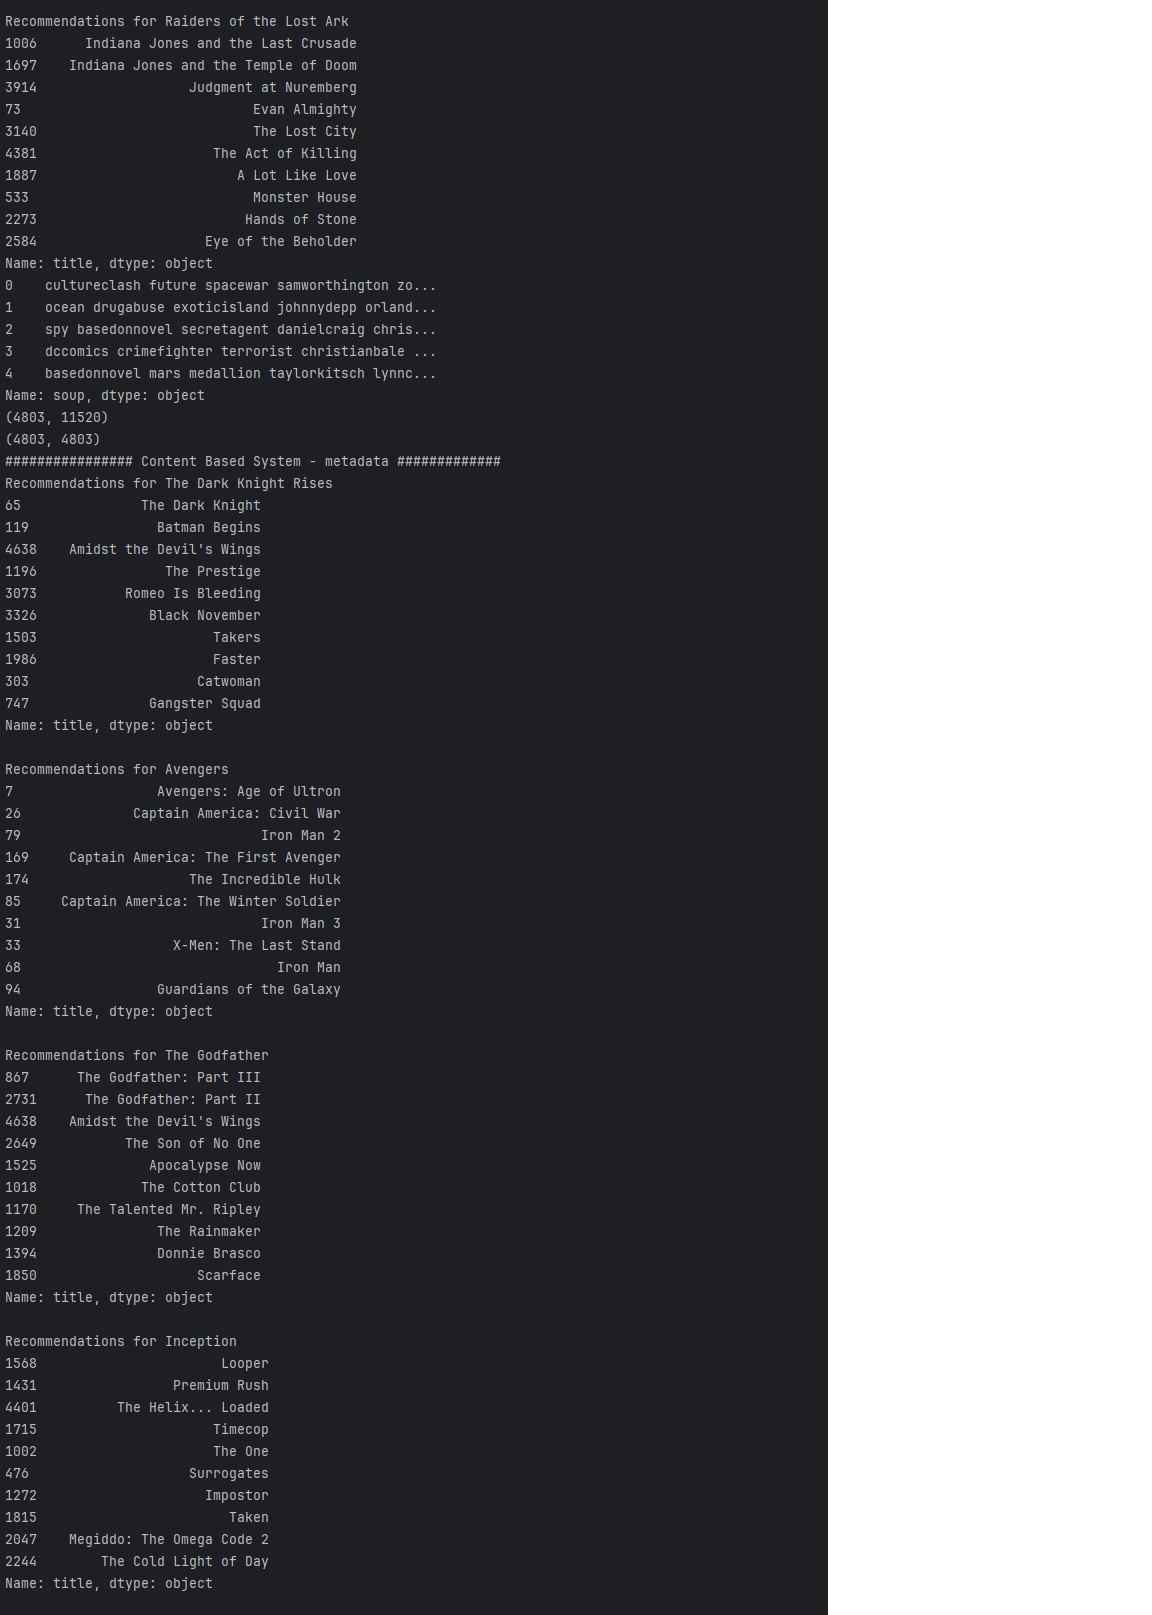 Recommendations for Raiders of the Lost Ark
1006      Indiana Jones and the Last Crusade
1697    Indiana Jones and the Temple of Doom
3914                   Judgment at Nuremberg
73                             Evan Almighty
3140                           The Lost City
4381                      The Act of Killing
1887                         A Lot Like Love
533                            Monster House
2273                          Hands of Stone
2584                     Eye of the Beholder
Name: title, dtype: object
0    cultureclash future spacewar samworthington zo...
1    ocean drugabuse exoticisland johnnydepp orland...
2    spy basedonnovel secretagent danielcraig chris...
3    dccomics crimefighter terrorist christianbale ...
4    basedonnovel mars medallion taylorkitsch lynnc...
Name: soup, dtype: object
(4803, 11520)
(4803, 4803)
################ Content Based System - metadata #############
Recommendations for The Dark Knight Rises
65               The Dark Knight
119                Batman Begins
4638    Amidst the Devil's Wings
1196                The Prestige
3073           Romeo Is Bleeding
3326              Black November
1503                      Takers
1986                      Faster
303                     Catwoman
747               Gangster Squad
Name: title, dtype: object

Recommendations for Avengers
7                  Avengers: Age of Ultron
26              Captain America: Civil War
79                              Iron Man 2
169     Captain America: The First Avenger
174                    The Incredible Hulk
85     Captain America: The Winter Soldier
31                              Iron Man 3
33                   X-Men: The Last Stand
68                                Iron Man
94                 Guardians of the Galaxy
Name: title, dtype: object

Recommendations for The Godfather
867      The Godfather: Part III
2731      The Godfather: Part II
4638    Amidst the Devil's Wings
2649           The Son of No One
1525              Apocalypse Now
1018             The Cotton Club
1170     The Talented Mr. Ripley
1209               The Rainmaker
1394               Donnie Brasco
1850                    Scarface
Name: title, dtype: object

Recommendations for Inception
1568                       Looper
1431                 Premium Rush
4401          The Helix... Loaded
1715                      Timecop
1002                      The One
476                    Surrogates
1272                     Impostor
1815                        Taken
2047    Megiddo: The Omega Code 2
2244        The Cold Light of Day
Name: title, dtype: object